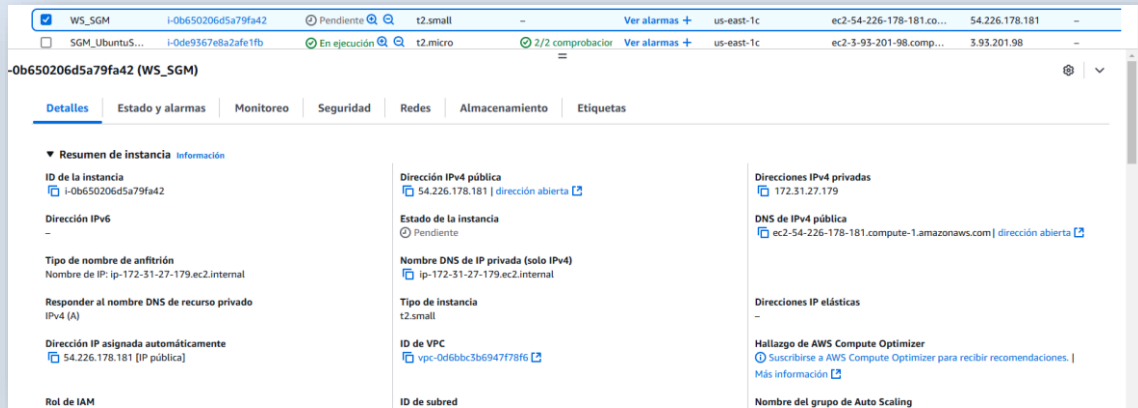 WS_SGM i-0b650206d5a79fa42 Pendiente t2.small Ver alarmas + us-east-1c ec2-54-226-178-181.co... 54.226.178.181 –
SGM_UbuntuS... i-0de9367e8a2afe1fb En ejecución t2.micro 2/2 comprobacior Ver alarmas + us-east-1c ec2-3-93-201-98.comp... 3.93.201.98 –
-0b650206d5a79fa42 (WS_SGM)
Detalles Estado y alarmas Monitoreo Seguridad Redes Almacenamiento Etiquetas
Resumen de instancia Información
ID de la instancia
i-0b650206d5a79fa42
Dirección IPv4 pública
54.226.178.181 | dirección abierta
Direcciones IPv4 privadas
172.31.27.179
Dirección IPv6
–
Estado de la instancia
Pendiente
DNS de IPv4 pública
ec2-54-226-178-181.compute-1.amazonaws.com | dirección abierta
Tipo de nombre de anfitrión
Nombre de IP: ip-172-31-27-179.ec2.internal
Nombre DNS de IP privada (solo IPv4)
ip-172-31-27-179.ec2.internal
Responder al nombre DNS de recurso privado
IPv4 (A)
Tipo de instancia
t2.small
Direcciones IP elásticas
–
Dirección IP asignada automáticamente
54.226.178.181 [IP pública]
ID de VPC
vpc-0d6bbc3b6947f78f6
Hallazgo de AWS Compute Optimizer
Suscribirse a AWS Compute Optimizer para recibir recomendaciones. |
Más información
Rol de IAM
ID de subred
Nombre del grupo de Auto Scaling